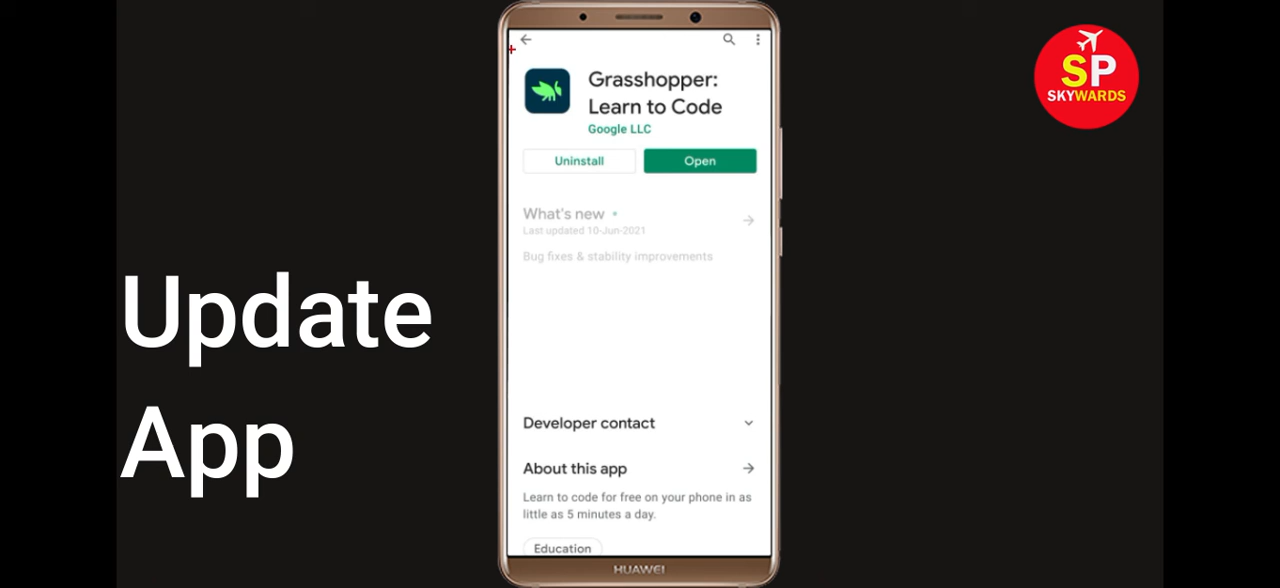 Grasshopper:
Learn to Code
Google LLC
Uninstall
Open
What's new
Last updated 10-Jun-2021
Bug fixes & stability improvements
Developer contact
About this app
Learn to code for free on your phone in as
little as 5 minutes a day.
Education
HUAWEI
Update
App
SP
SKYWARDS